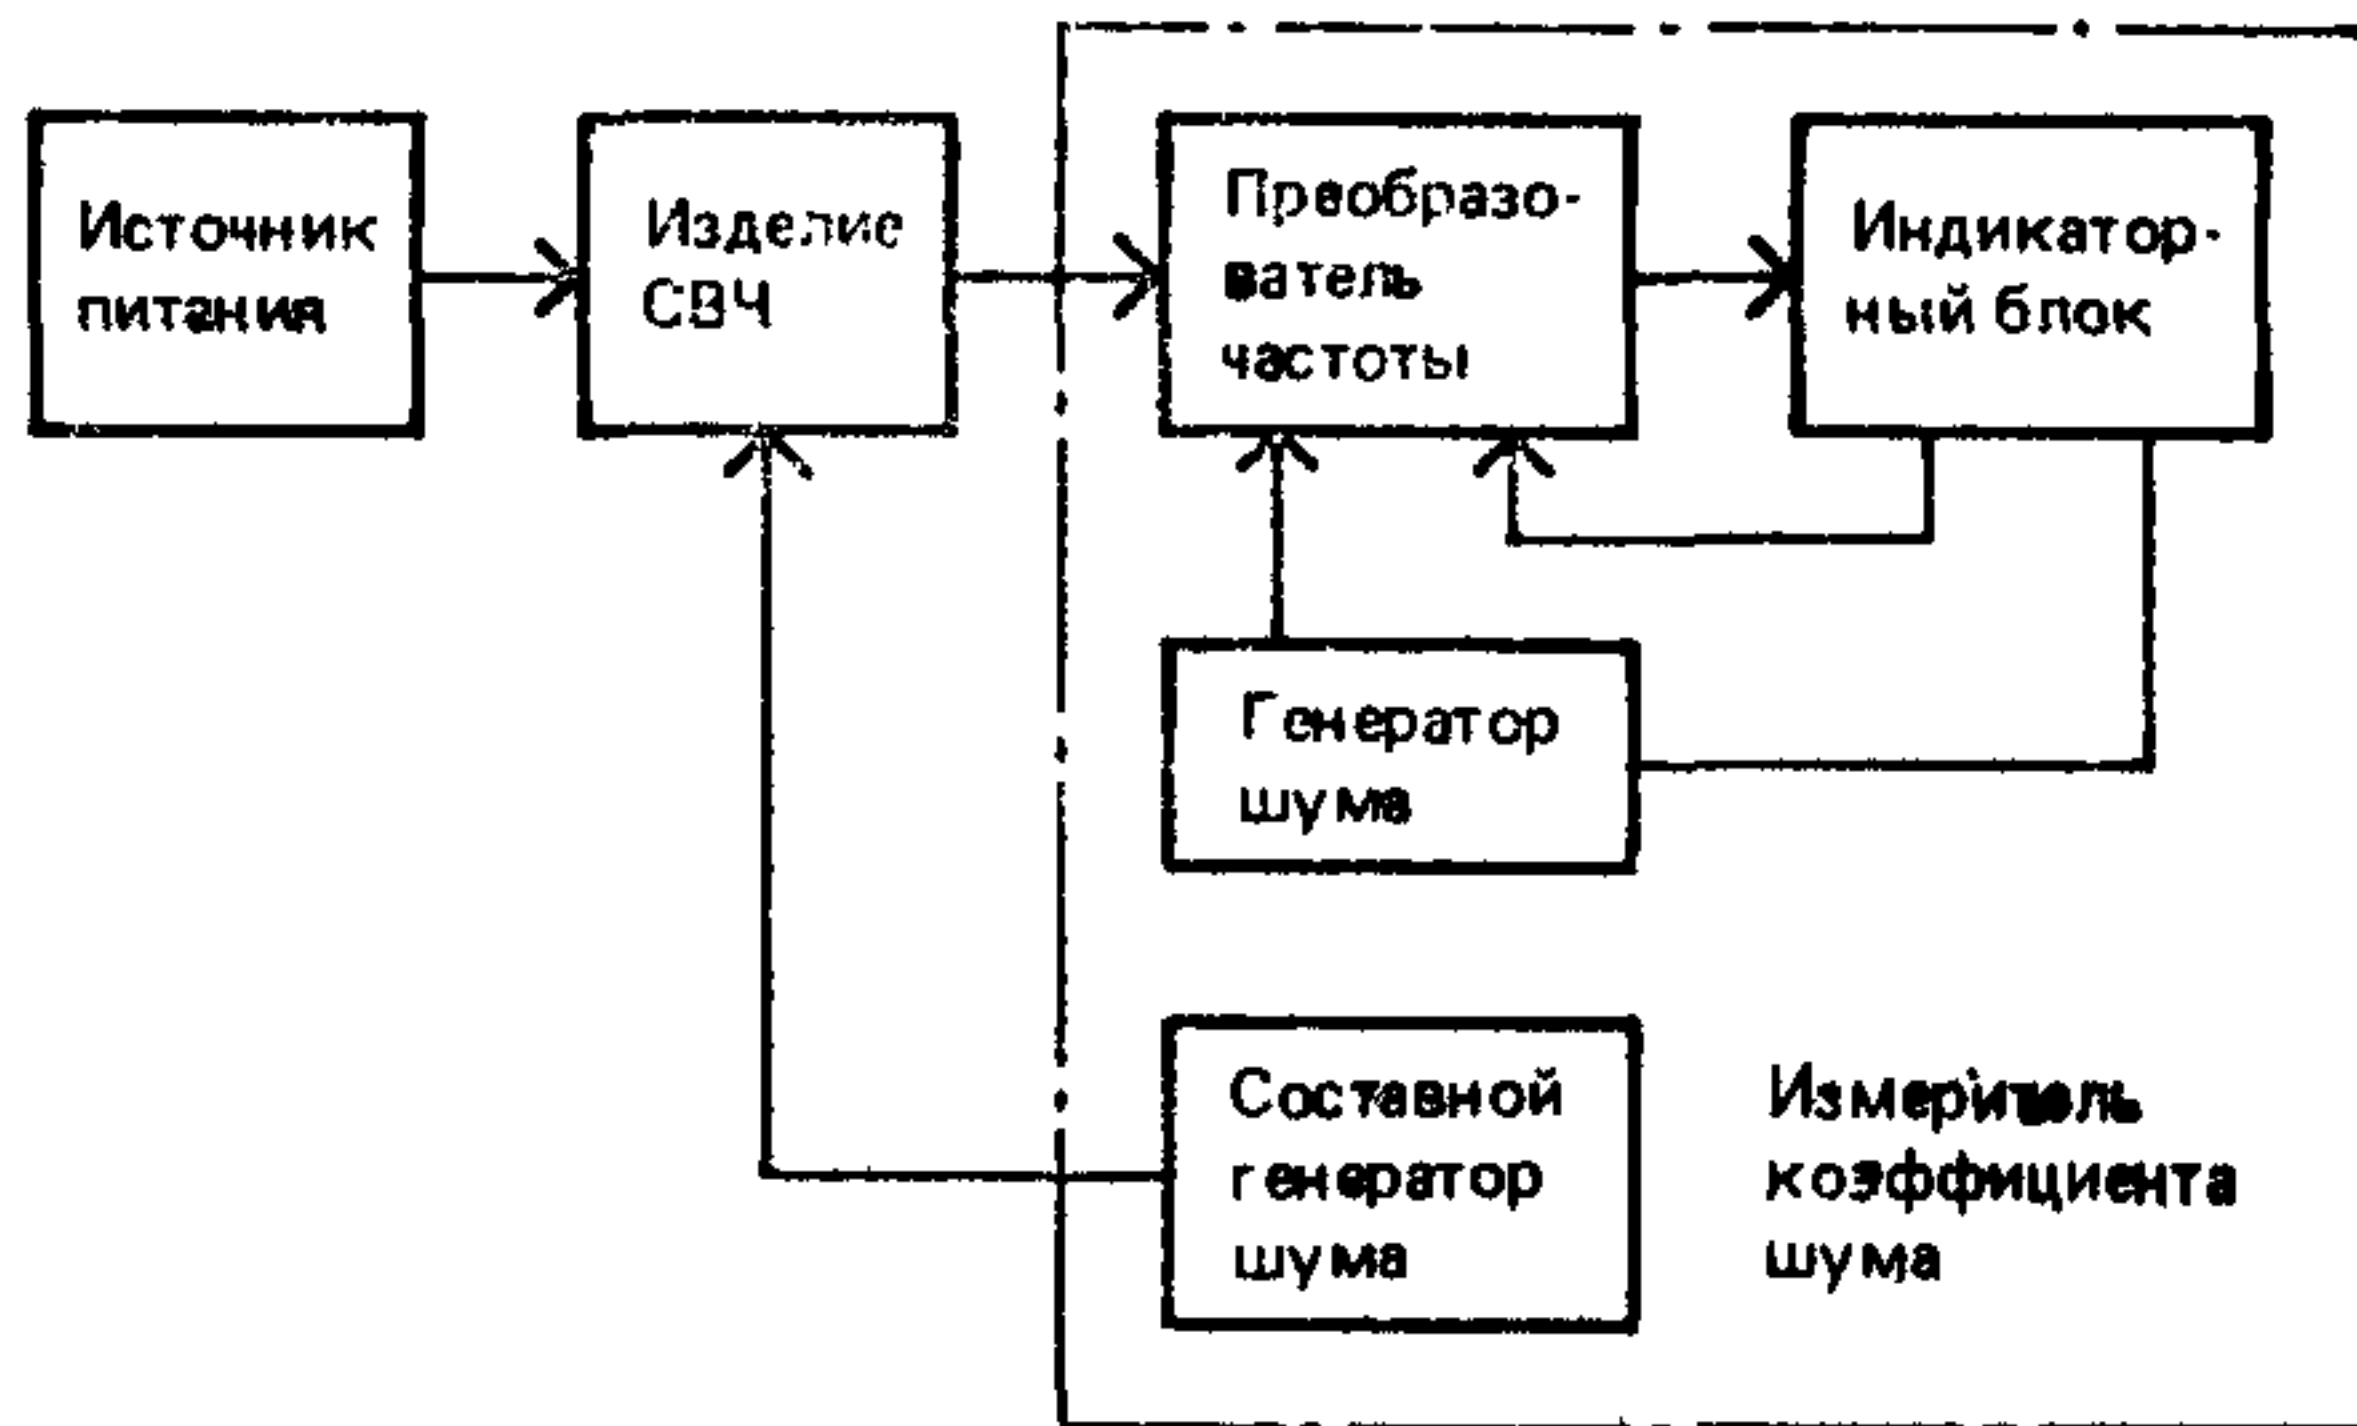 Источник
питания
Изделие
СВЧ
Преобразо-
ватель
частоты
Индикатор-
ный блок
Генератор
шума
Составной
генератор
шума
Измеритель
коэффициента
шума